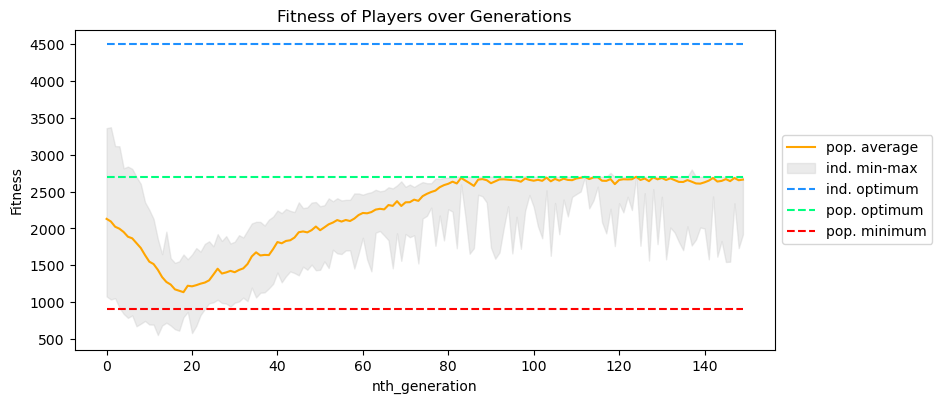 Fitness of Players over Generations
Fitness
4500
4000
3500
3000
2500
2000
1500
1000
500
0
20
40
60
80
100
120
140
nth_generation
pop. average
ind. min-max
ind. optimum
pop. optimum
pop. minimum